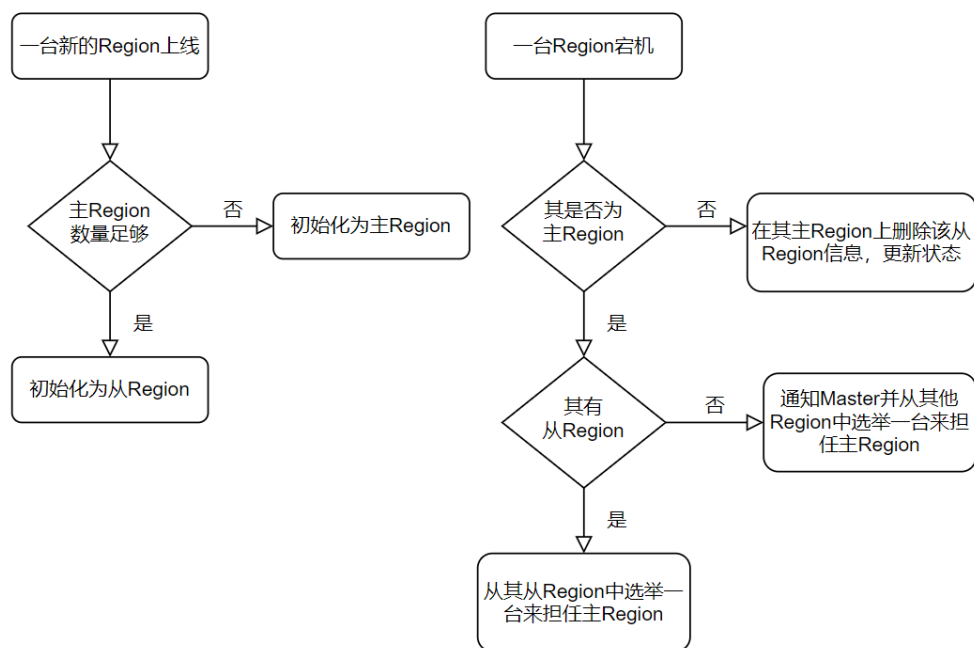 一台新的Region上线
主Region
数量足够
否
初始化为主Region
是
初始化为从Region
一台Region宕机
其是否为
主Region
否
在其主Region上删除该从
Region信息，更新状态
是
其有
从Region
否
通知Master并从其他
Region中选举一台来担
任主Region
是
从其从Region中选举一
台来担任主Region